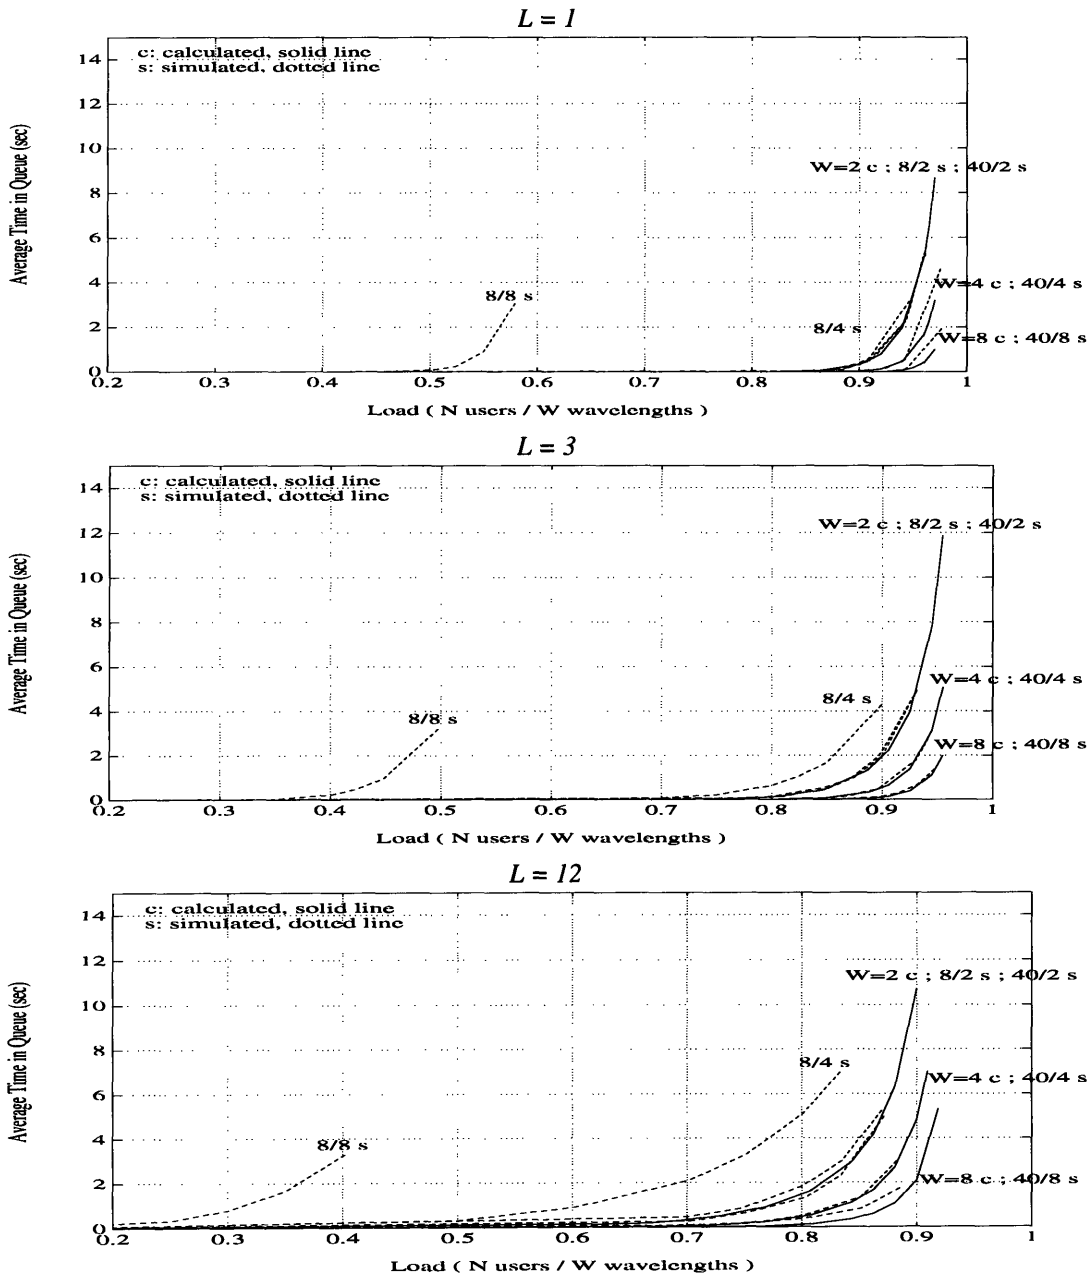 L = 1
c: calculated, solid line
s: simulated, dotted line
14
12
10
8
6
4
2
0
Average Time in Queue (sec)
W=2 c ; 8/2 s ; 40/2 s
W=4 c ; 40/4 s
8/8 s
8/4 s
W=8 c ; 40/8 s
0.2 0.3 0.4 0.5 0.6 0.7 0.8 0.9 1
Load ( N users / W wavelengths )
L = 3
c: calculated, solid line
s: simulated, dotted line
14
12
10
8
6
4
2
0
Average Time in Queue (sec)
W=2 c ; 8/2 s ; 40/2 s
W=4 c ; 40/4 s
8/4 s
8/8 s
W=8 c ; 40/8 s
0.2 0.3 0.4 0.5 0.6 0.7 0.8 0.9 1
Load ( N users / W wavelengths )
L = 12
c: calculated, solid line
s: simulated, dotted line
14
12
10
8
6
4
2
0
Average Time in Queue (sec)
W=2 c ; 8/2 s ; 40/2 s
8/4 s
W=4 c ; 40/4 s
8/8 s
W=8 c ; 40/8 s
0.2 0.3 0.4 0.5 0.6 0.7 0.8 0.9 1
Load ( N users / W wavelengths )